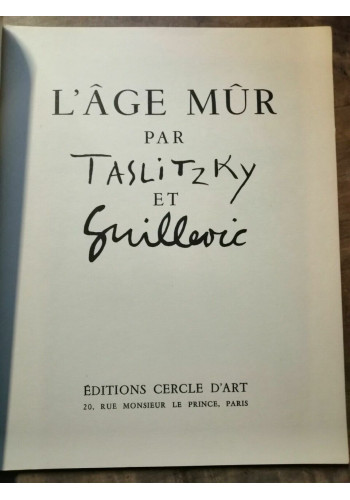 L'ÂGE MÛR
PAR
TASLITZKY
ET
Guillevic
ÉDITIONS CERCLE D'ART
20, RUE MONSIEUR LE PRINCE, PARIS